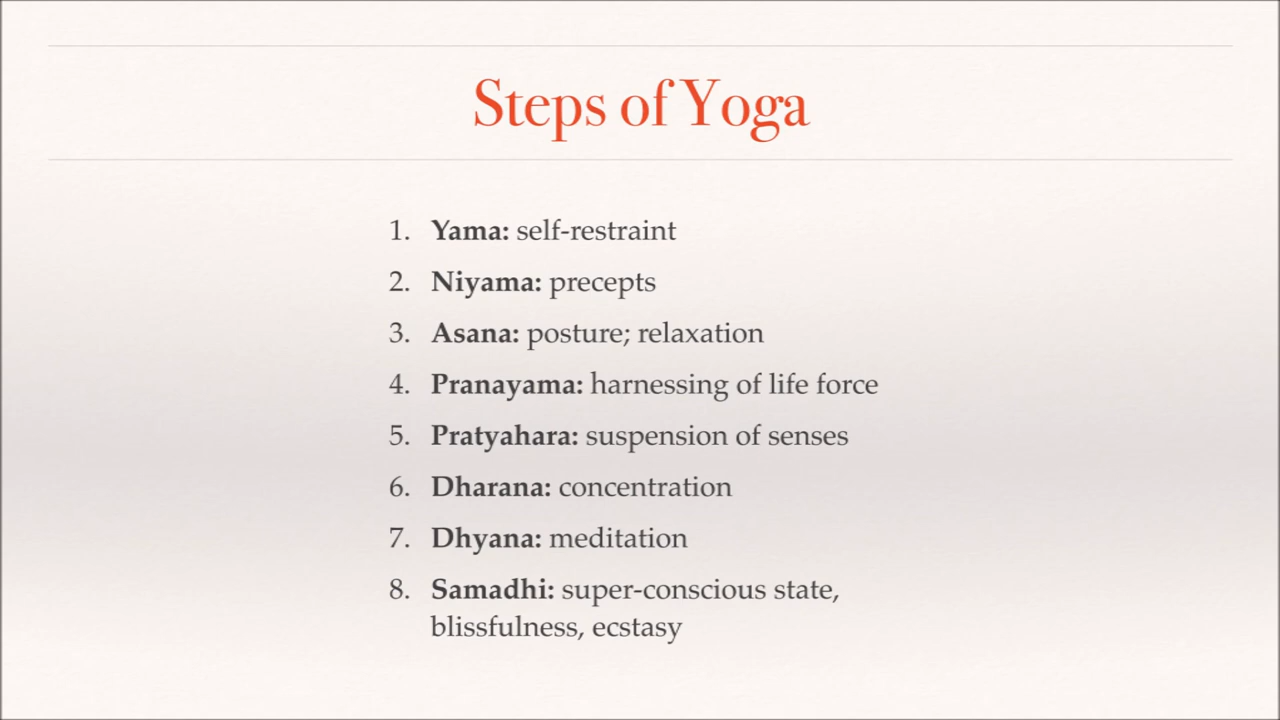 Steps of Yoga
1. Yama: self-restraint
2. Niyama: precepts
3. Asana: posture; relaxation
4. Pranayama: harnessing of life force
5. Pratyahara: suspension of senses
6. Dharana: concentration
7. Dhyana: meditation
8. Samadhi: super-conscious state,
blissfulness, ecstasy